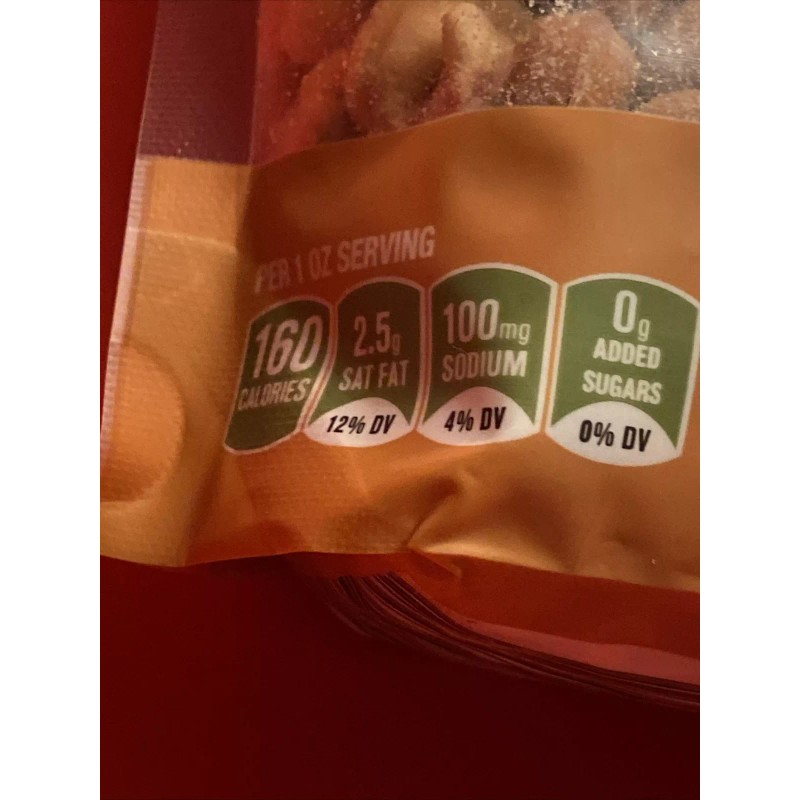 PER 1 OZ SERVING
160
CALORIES
2.5g
SAT FAT
12% DV
100mg
SODIUM
4% DV
0g
ADDED
SUGARS
0% DV